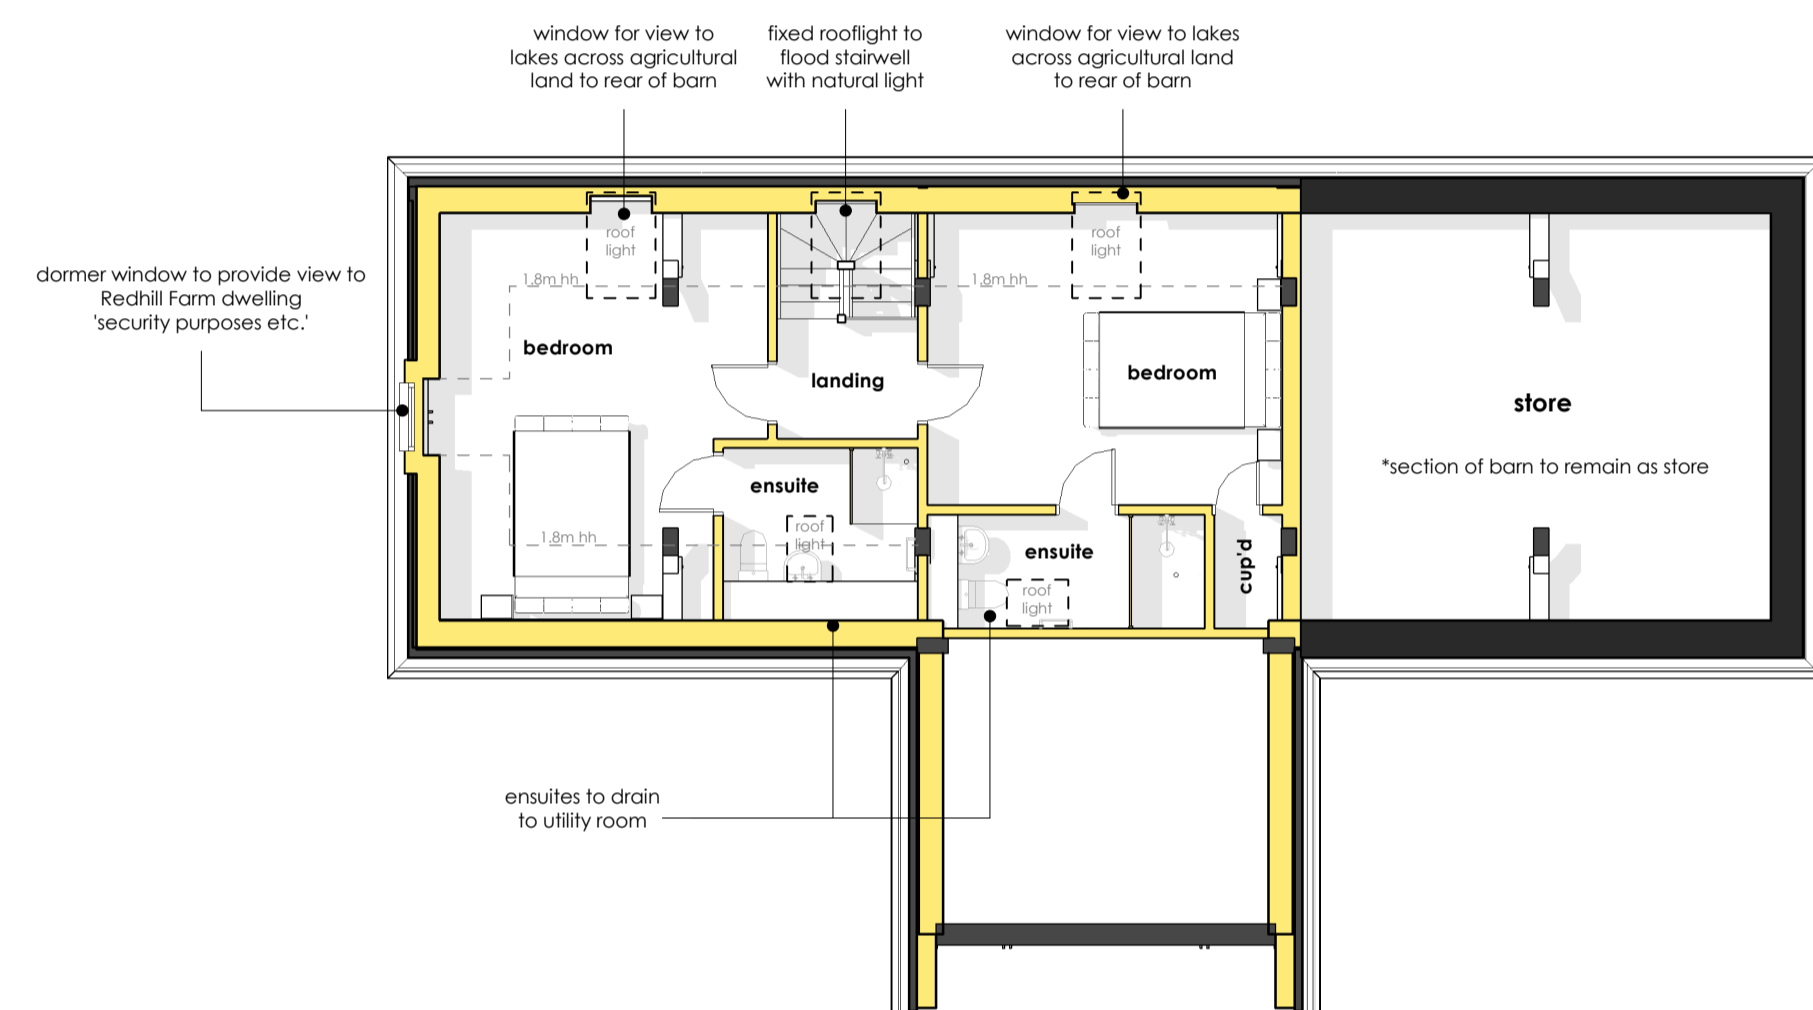 window for view to
lakes across agricultural
land to rear of barn
fixed rooflight to
flood stairwell
with natural light
window for view to lakes
across agricultural land
to rear of barn
dormer window to provide view to
Redhill Farm dwelling
'security purposes etc.'
roof
light
roof
light
1.8m hh
1.8m hh
bedroom
landing
bedroom
store
*section of barn to remain as store
ensuite
roof
light
1.8m hh
ensuite
cup'd
roof
light
ensuites to drain
to utility room